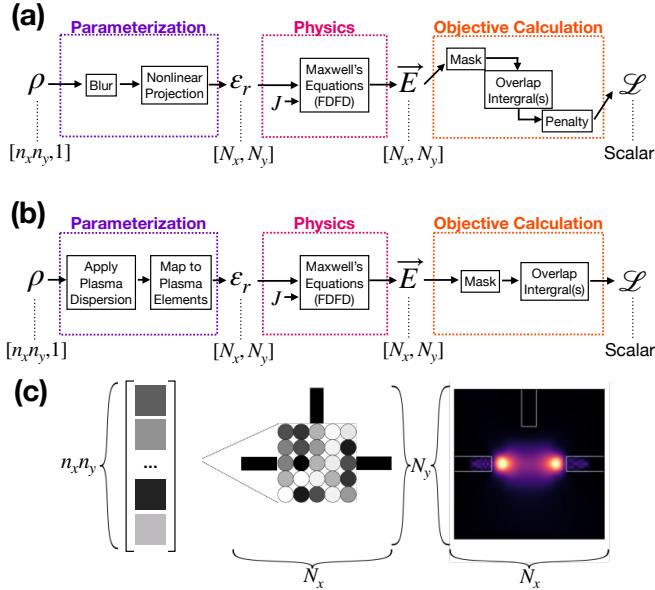 (a)
Parameterization
Physics
Objective Calculation
ρ
Blur
Nonlinear
Projection
ε_r
J
Maxwell's
Equations
(FDFD)
E
Mask
Overlap
Intergral(s)
Penalty
ℒ
[n_x n_y,1]
[N_x, N_y]
[N_x, N_y]
Scalar
(b)
Parameterization
Physics
Objective Calculation
ρ
Apply
Plasma
Dispersion
Map to
Plasma
Elements
ε_r
J
Maxwell's
Equations
(FDFD)
E
Mask
Overlap
Intergral(s)
ℒ
[n_x n_y,1]
[N_x, N_y]
[N_x, N_y]
Scalar
(c)
n_x n_y
...
N_y
N_x
N_x